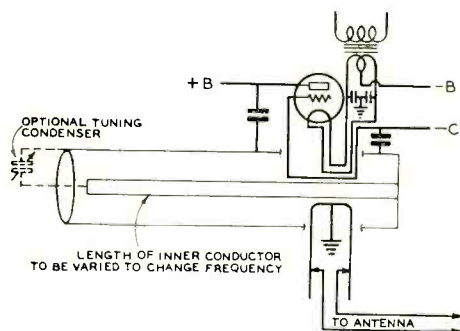 +B
-B
-C
OPTIONAL TUNING
CONDENSER
LENGTH OF INNER CONDUCTOR
TO BE VARIED TO CHANGE FREQUENCY
TO ANTENNA